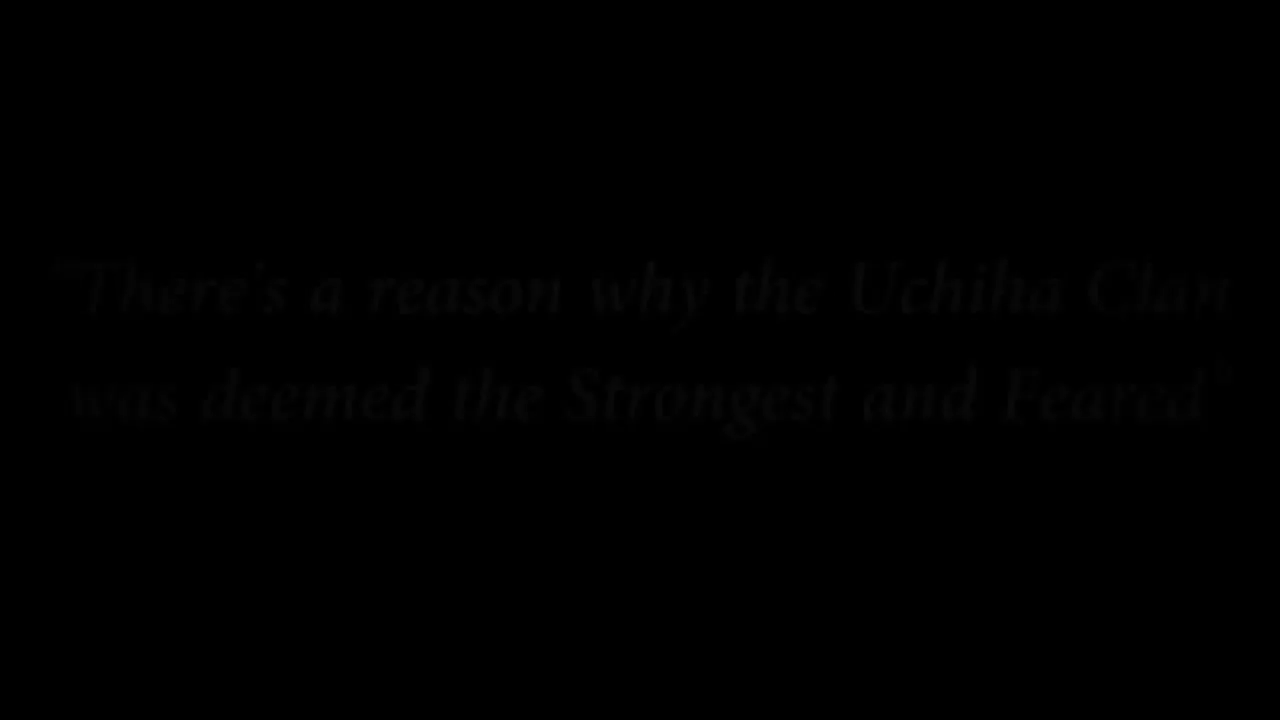 "There's a reason why the Uchiha Clan
was deemed the Strongest and Feared"